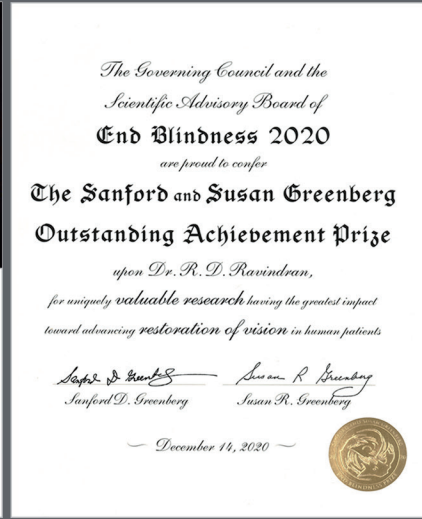 The Governing Council and the
Scientific Advisory Board of
End Blindness 2020
are proud to confer
The Sanford and Susan Greenberg
Outstanding Achievement Prize
upon Dr. R. D. Ravindran,
for uniquely valuable research having the greatest impact
toward advancing restoration of vision in human patients
Sanford D Greenberg Susan R Greenberg
Sanford D. Greenberg Susan R. Greenberg
December 14, 2020